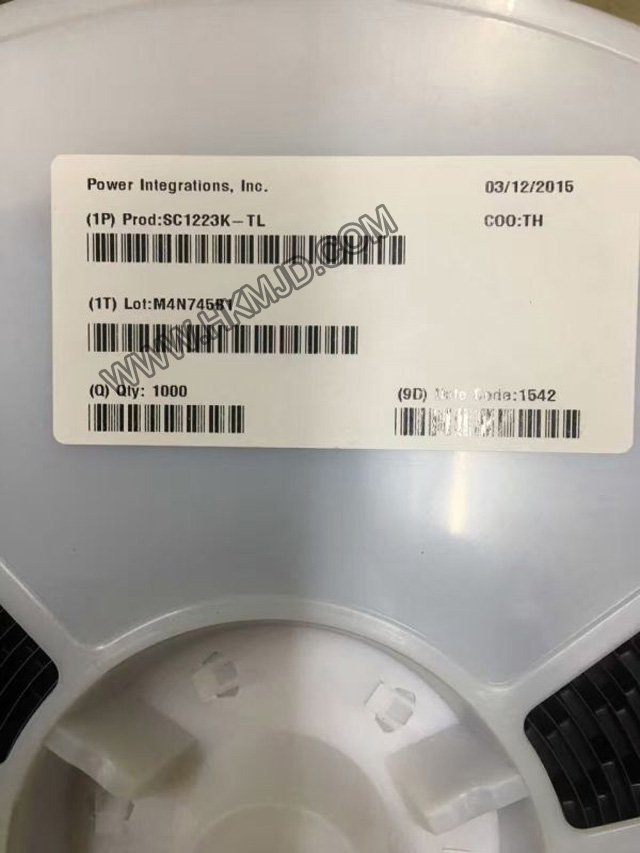 Power Integrations, Inc. 03/12/2015
(1P) Prod:SC1223K-TL COO:TH
(1T) Lot:M4N745B1
(Q) Qty: 1000 (9D) Date Code:1542
WWW.HKMJD.COM